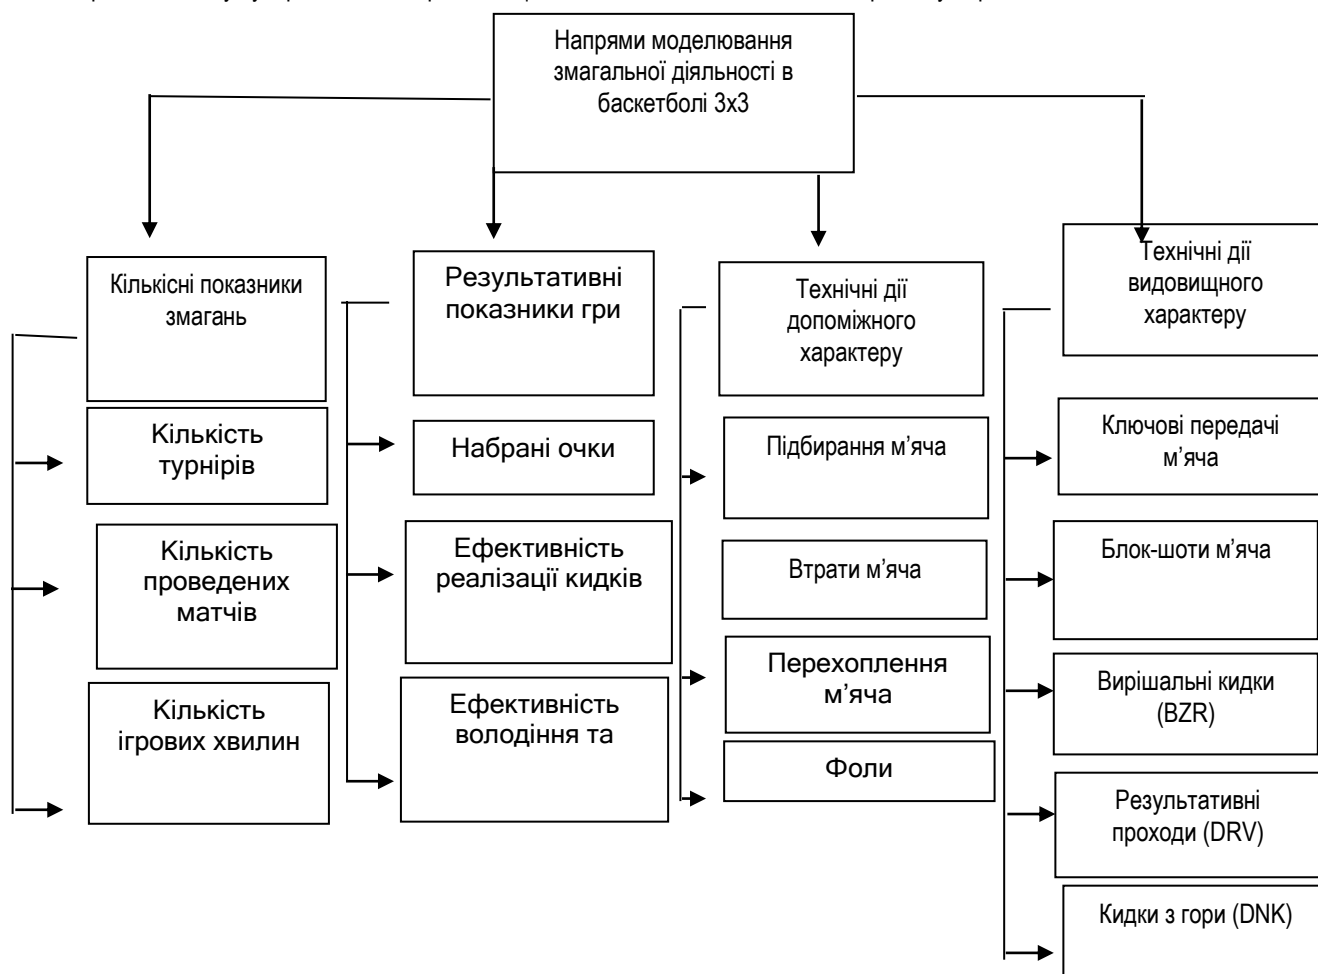 Напрями моделювання
змагальної діяльності в
баскетболі 3х3
Кількісні показники
змагань
Результативні
показники гри
Технічні дії
допоміжного
характеру
Технічні дії
видовищного
характеру
Кількість
турнірів
Кількість
проведених
матчів
Кількість
ігрових хвилин
Набрані очки
Ефективність
реалізації кидків
Ефективність
володіння та
Підбирання м’яча
Втрати м’яча
Перехоплення
м’яча
Фоли
Ключові передачі
м’яча
Блок-шоти м’яча
Вирішальні кидки
(BZR)
Результативні
проходи (DRV)
Кидки з гори (DNK)